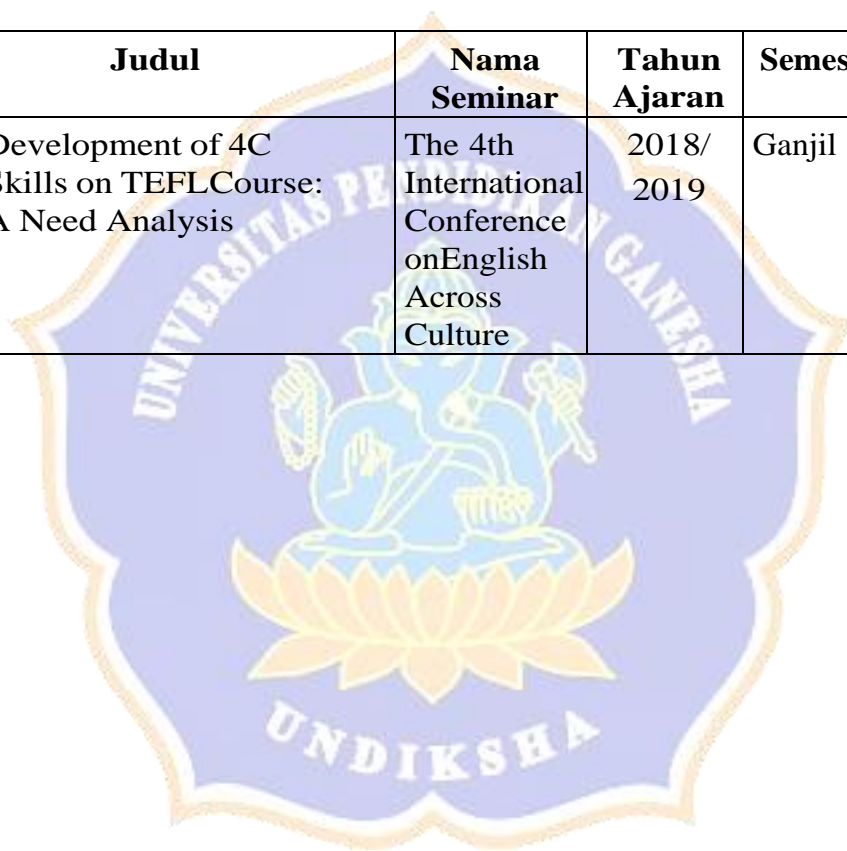 Judul Nama Seminar Tahun Ajaran Semes
Development of 4C The 4th 2018/ Ganjil
Skills on TEFLCourse: International 2019
A Need Analysis Conference
onEnglish
Across
Culture
UNIVERSITAS PENDIDIKAN GANESHA
UNDIKSHA